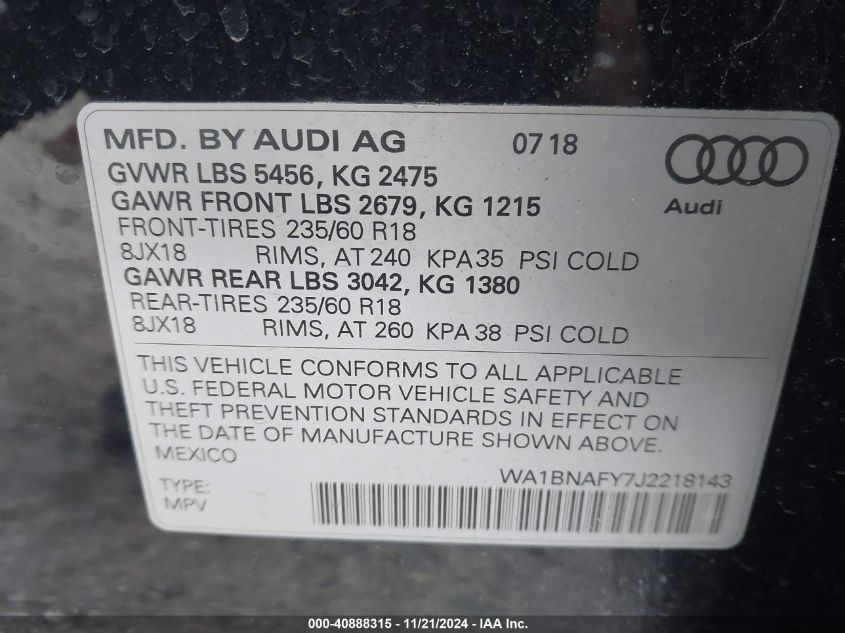 MFD. BY AUDI AG 07 18
GVWR LBS 5456, KG 2475
GAWR FRONT LBS 2679, KG 1215
Audi
FRONT-TIRES 235/60 R18
8JX18 RIMS, AT 240 KPA 35 PSI COLD
GAWR REAR LBS 3042, KG 1380
REAR-TIRES 235/60 R18
8JX18 RIMS, AT 260 KPA 38 PSI COLD
THIS VEHICLE CONFORMS TO ALL APPLICABLE
U.S. FEDERAL MOTOR VEHICLE SAFETY AND
THEFT PREVENTION STANDARDS IN EFFECT ON
THE DATE OF MANUFACTURE SHOWN ABOVE.
MEXICO
WA1BNAFY7J2218143
TYPE:
MPV
000-40888315 - 11/21/2024 - IAA Inc.